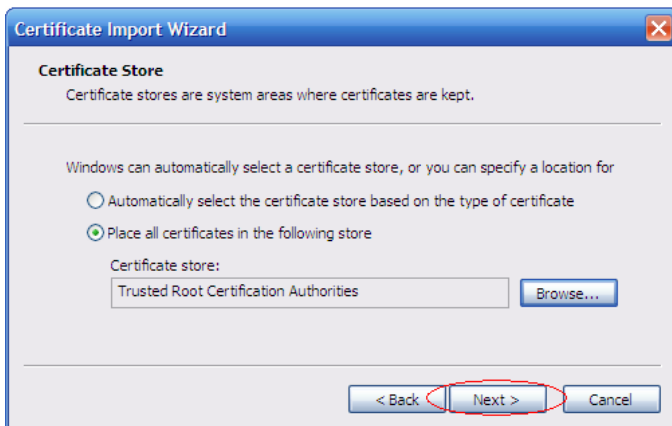 Certificate Import Wizard
Certificate Store
Certificate stores are system areas where certificates are kept.
Windows can automatically select a certificate store, or you can specify a location for
Automatically select the certificate store based on the type of certificate
Place all certificates in the following store
Certificate store:
Trusted Root Certification Authorities
Browse...
< Back Next > Cancel